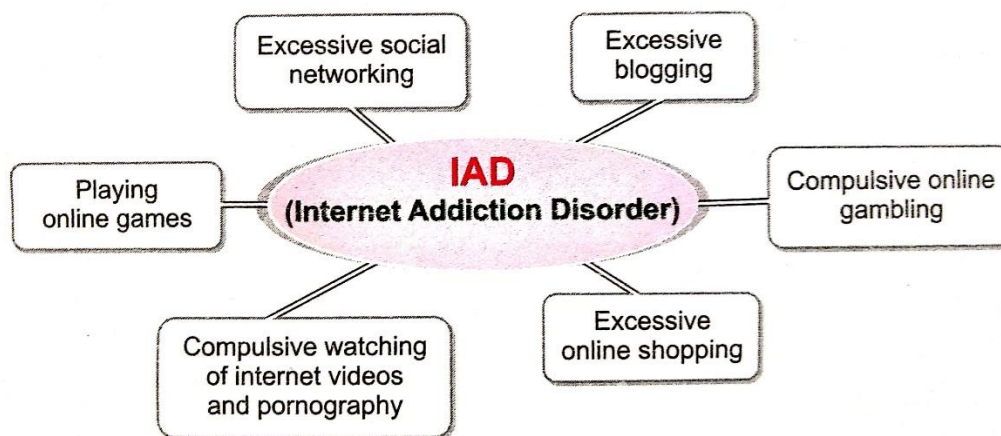 Excessive social
networking
Excessive
blogging
IAD
(Internet Addiction Disorder)
Playing
online games
Compulsive online
gambling
Compulsive watching
of internet videos
and pornography
Excessive
online shopping